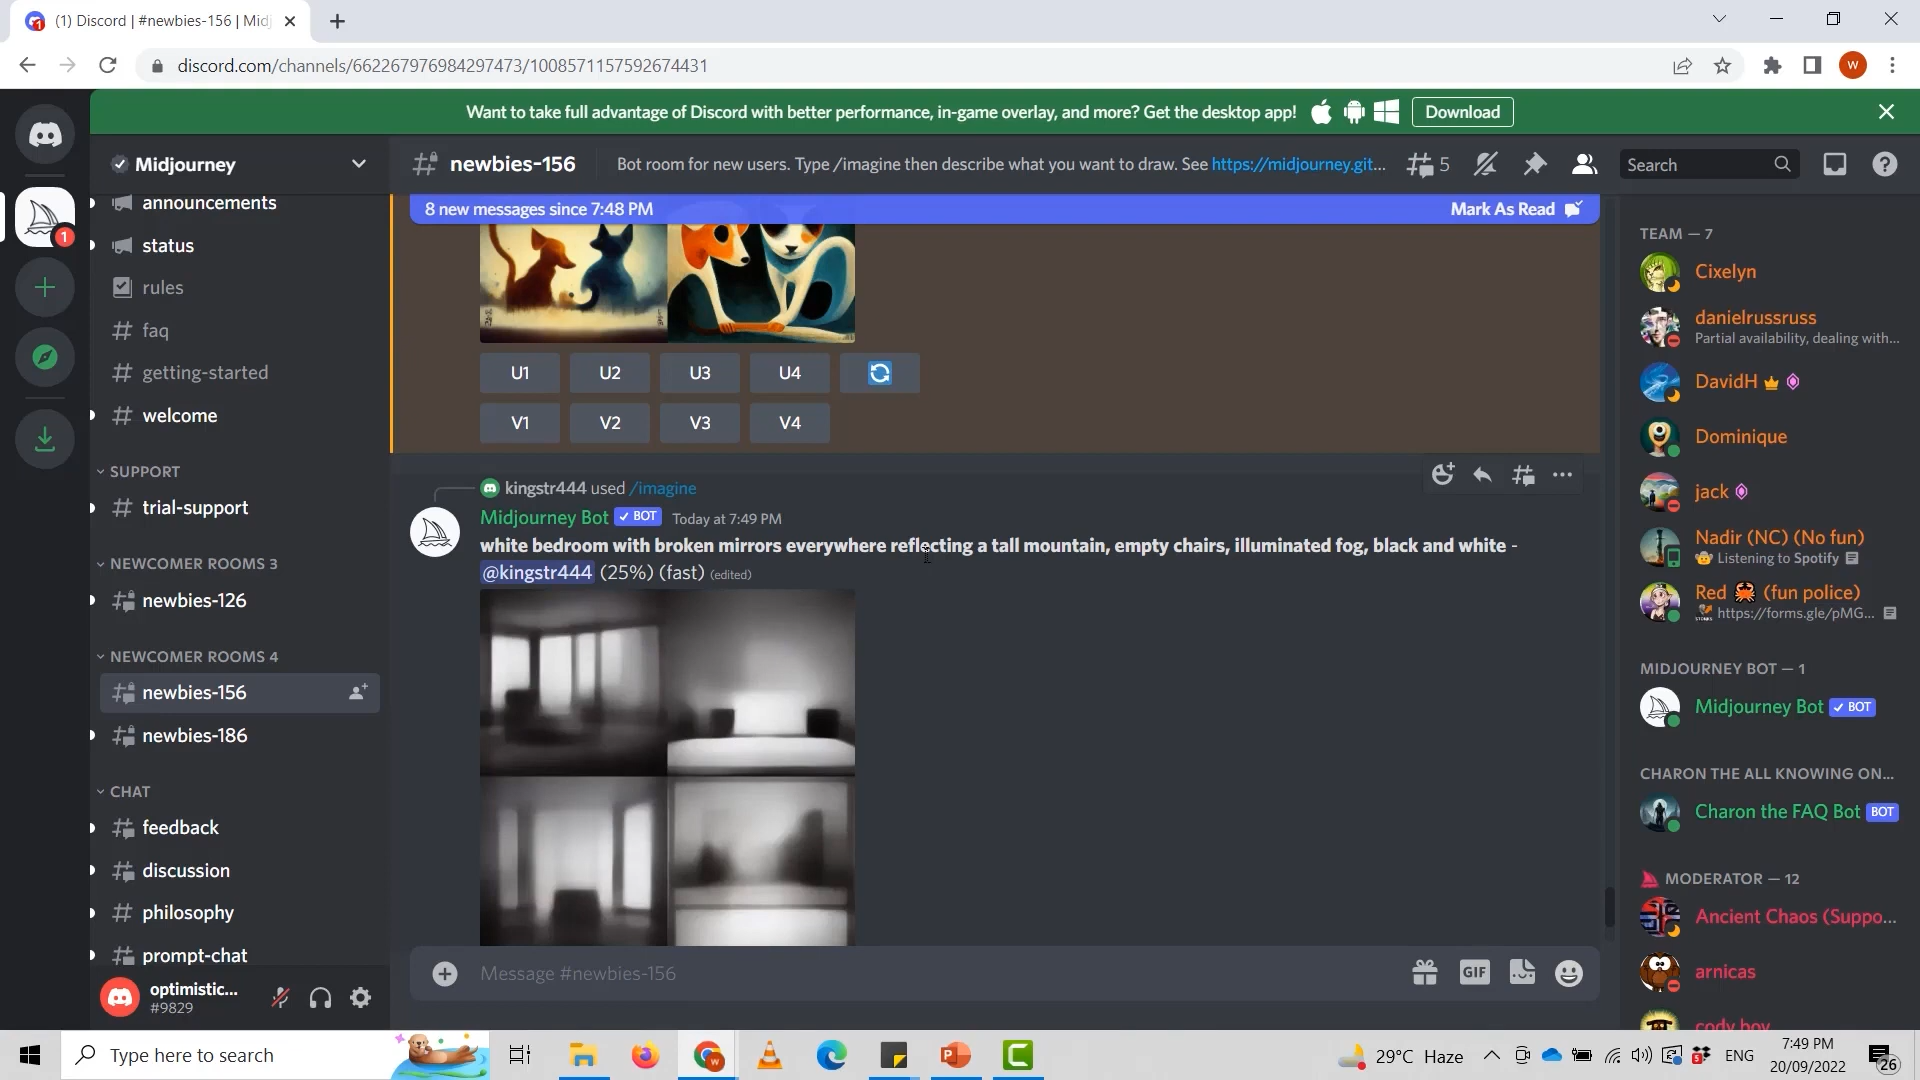 (1) Discord | #newbies-156 | Midj
discord.com/channels/662267976984297473/1008571157592674431
W
Want to take full advantage of Discord with better performance, in-game overlay, and more? Get the desktop app!
Download
Midjourney
newbies-156
Bot room for new users. Type /imagine then describe what you want to draw. See https://midjourney.git...
5
Search
1
announcements
status
rules
faq
getting-started
welcome
SUPPORT
trial-support
NEWCOMER ROOMS 3
newbies-126
NEWCOMER ROOMS 4
newbies-156
newbies-186
CHAT
feedback
discussion
philosophy
prompt-chat
optimistic...
#9829
8 new messages since 7:48 PM
Mark As Read
U1
U2
U3
U4
V1
V2
V3
V4
kingstr444 used /imagine
Midjourney Bot ✓ BOT Today at 7:49 PM
white bedroom with broken mirrors everywhere reflecting a tall mountain, empty chairs, illuminated fog, black and white -
@kingstr444 (25%) (fast) (edited)
Message #newbies-156
GIF
TEAM — 7
Cixelyn
danielrussruss
Partial availability, dealing with...
DavidH
Dominique
jack
Nadir (NC) (No fun)
Listening to Spotify
Red 🦀 (fun police)
https://forms.gle/pMG...
MIDJOURNEY BOT — 1
Midjourney Bot ✓ BOT
CHARON THE ALL KNOWING ON...
Charon the FAQ Bot BOT
MODERATOR — 12
Ancient Chaos (Suppo...
arnicas
cody boy
Type here to search
29°C Haze
ENG
7:49 PM
20/09/2022
26